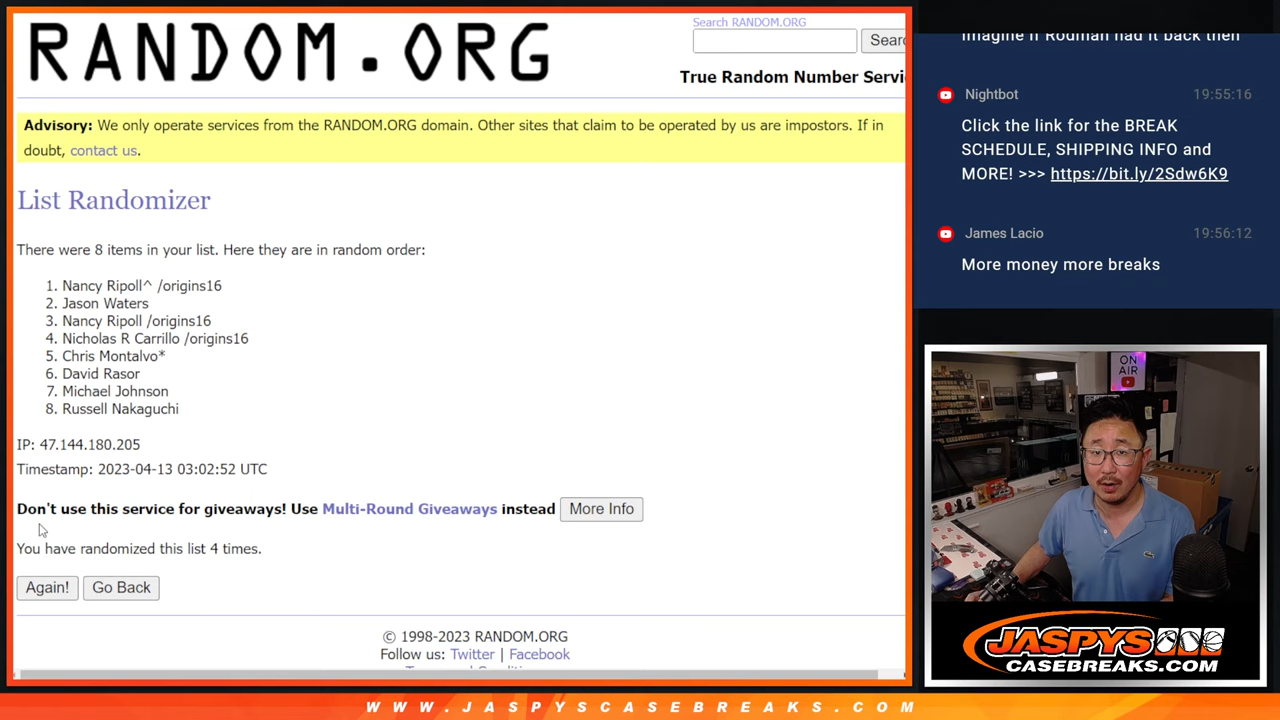 RANDOM.ORG
Search RANDOM.ORG
Sear
True Random Number Servi
Advisory: We only operate services from the RANDOM.ORG domain. Other sites that claim to be operated by us are impostors. If in
doubt, contact us.
List Randomizer
There were 8 items in your list. Here they are in random order:
1. Nancy Ripoll^ /origins16
2. Jason Waters
3. Nancy Ripoll /origins16
4. Nicholas R Carrillo /origins16
5. Chris Montalvo*
6. David Rasor
7. Michael Johnson
8. Russell Nakaguchi
IP: 47.144.180.205
Timestamp: 2023-04-13 03:02:52 UTC
Don't use this service for giveaways! Use Multi-Round Giveaways instead More Info
You have randomized this list 4 times.
Again! Go Back
© 1998-2023 RANDOM.ORG
Follow us: Twitter | Facebook
imagine if Rodman had it back then
Nightbot 19:55:16
Click the link for the BREAK
SCHEDULE, SHIPPING INFO and
MORE! >>> https://bit.ly/2Sdw6K9
James Lacio 19:56:12
More money more breaks
ON
AIR
JASPYS
CASEBREAKS.COM
WWW.JASPYSCASEBREAKS.COM